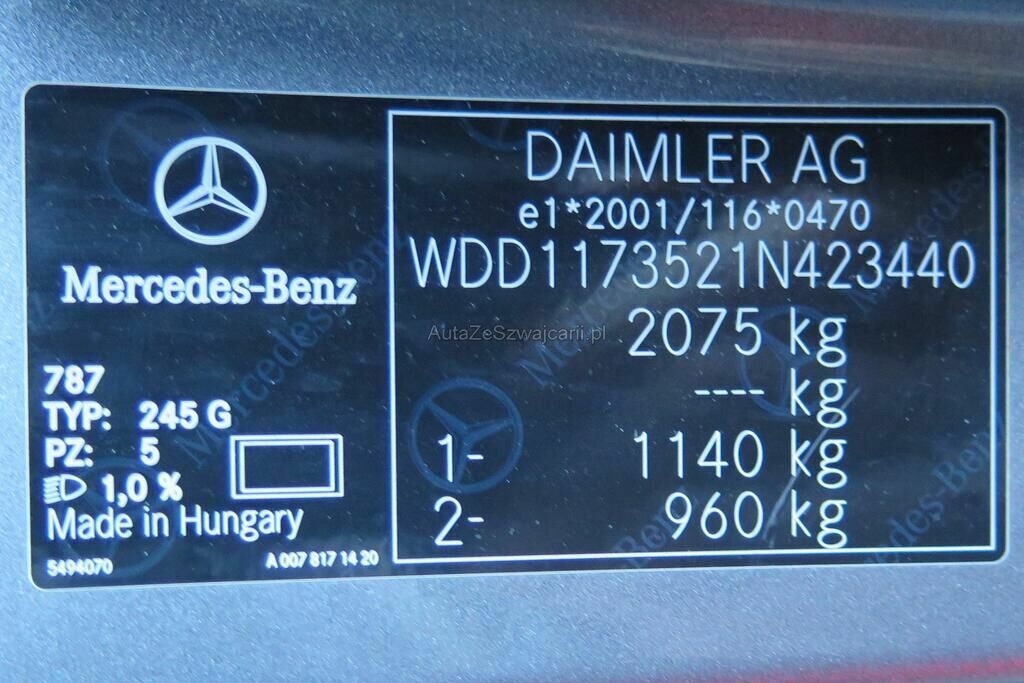 Mercedes-Benz
787
TYP: 245 G
PZ: 5
1,0 %
Made in Hungary
5494070
A 007 817 14 20
DAIMLER AG
e1*2001/116*0470
WDD1173521N423440
2075 kg
---- kg
1- 1140 kg
2- 960 kg
AutaZeSzwajcarii.pl